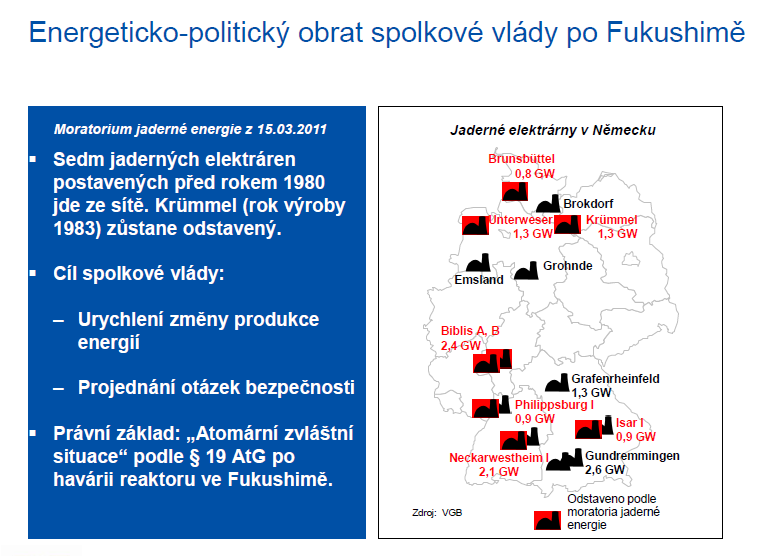 Energeticko-politický obrat spolkové vlády po Fukushimě
Moratorium jaderné energie z 15.03.2011
▪ Sedm jaderných elektráren
postavených před rokem 1980
jde ze sítě. Krümmel (rok výroby
1983) zůstane odstavený.
▪ Cíl spolkové vlády:
– Urychlení změny produkce
energií
– Projednání otázek bezpečnosti
▪ Právní základ: „Atomární zvláštní
situace“ podle § 19 AtG po
havárii reaktoru ve Fukushimě.
Jaderné elektrárny v Německu
Brunsbüttel
0,8 GW
Brokdorf
Unterweser
1,3 GW
Krümmel
1,3 GW
Emsland
Grohnde
Biblis A, B
2,4 GW
Grafenrheinfeld
1,3 GW
Philippsburg I
0,9 GW
Isar I
0,9 GW
Neckarwestheim I
2,1 GW
Gundremmingen
2,6 GW
Odstaveno podle
moratoria jaderné
energie
Zdroj: VGB